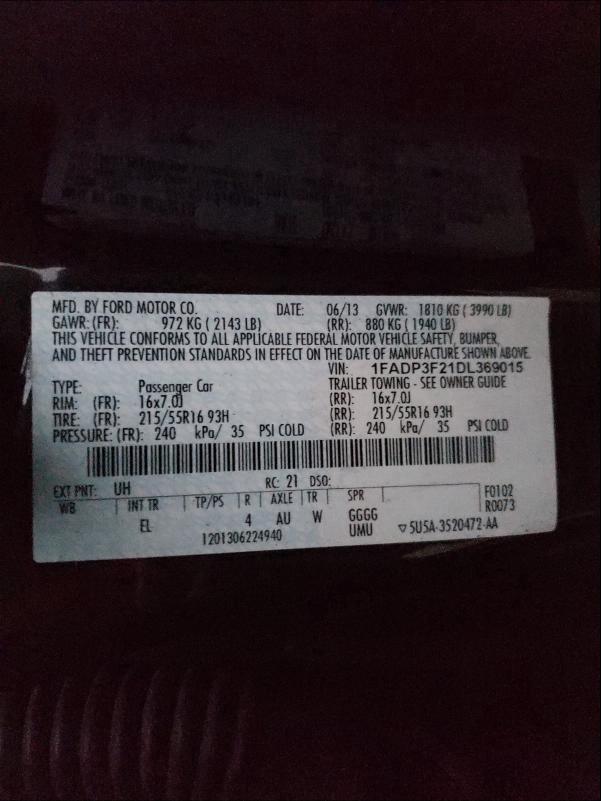 MFD. BY FORD MOTOR CO. DATE: 06/13 GVWR: 1810 KG ( 3990 LB)
GAWR: (FR): 972 KG ( 2143 LB) (RR): 880 KG ( 1940 LB)
THIS VEHICLE CONFORMS TO ALL APPLICABLE FEDERAL MOTOR VEHICLE SAFETY, BUMPER,
AND THEFT PREVENTION STANDARDS IN EFFECT ON THE DATE OF MANUFACTURE SHOWN ABOVE.
VIN: 1FADP3F21DL369015
TYPE: Passenger Car TRAILER TOWING - SEE OWNER GUIDE
RIM: (FR): 16x7.0J (RR): 16x7.0J
TIRE: (FR): 215/55R16 93H (RR): 215/55R16 93H
PRESSURE: (FR): 240 kPa/ 35 PSI COLD (RR): 240 kPa/ 35 PSI COLD
EXT PNT: UH RC: 21 DSO:
WB INT TR TP/PS R AXLE TR SPR F0102
R0073
EL 4 AU W GGGG
UMU ▽ 5U5A-3520472-AA
1201306224940